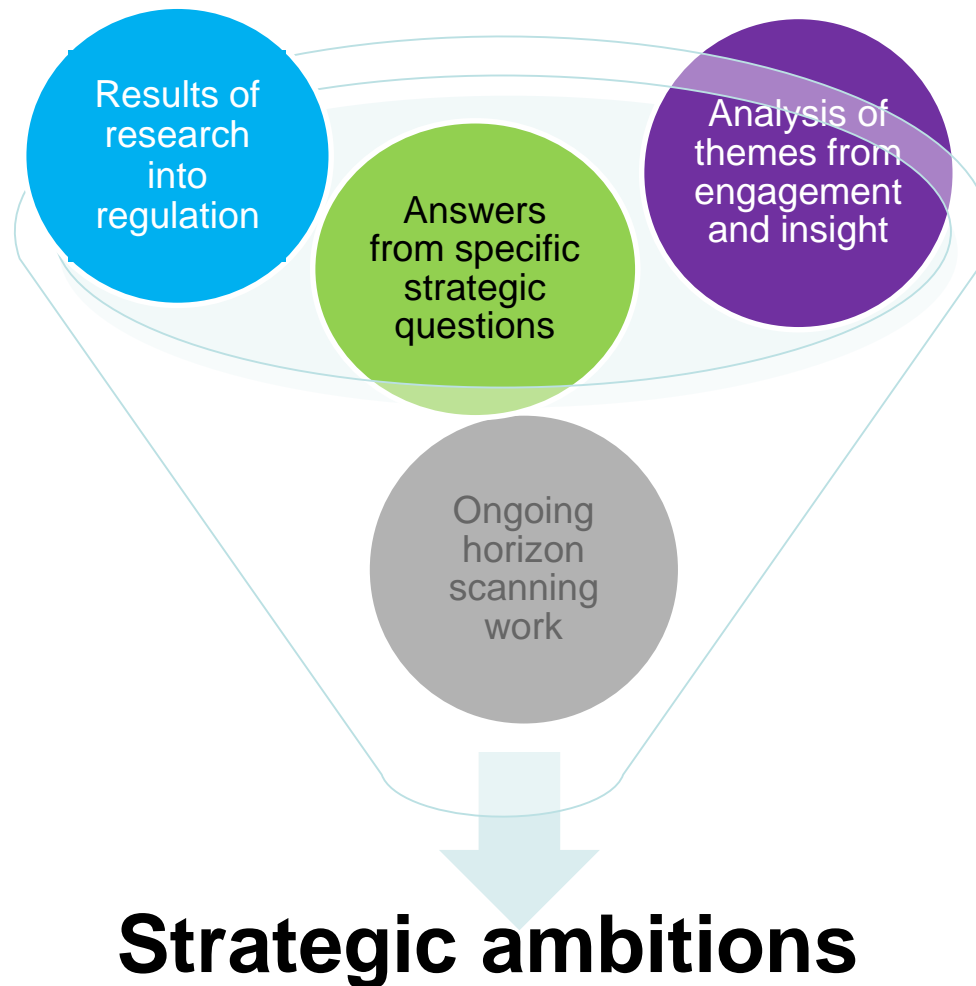 Results of
research
into
regulation
Analysis of
themes from
engagement
and insight
Answers
from specific
strategic
questions
Ongoing
horizon
scanning
work
Strategic ambitions